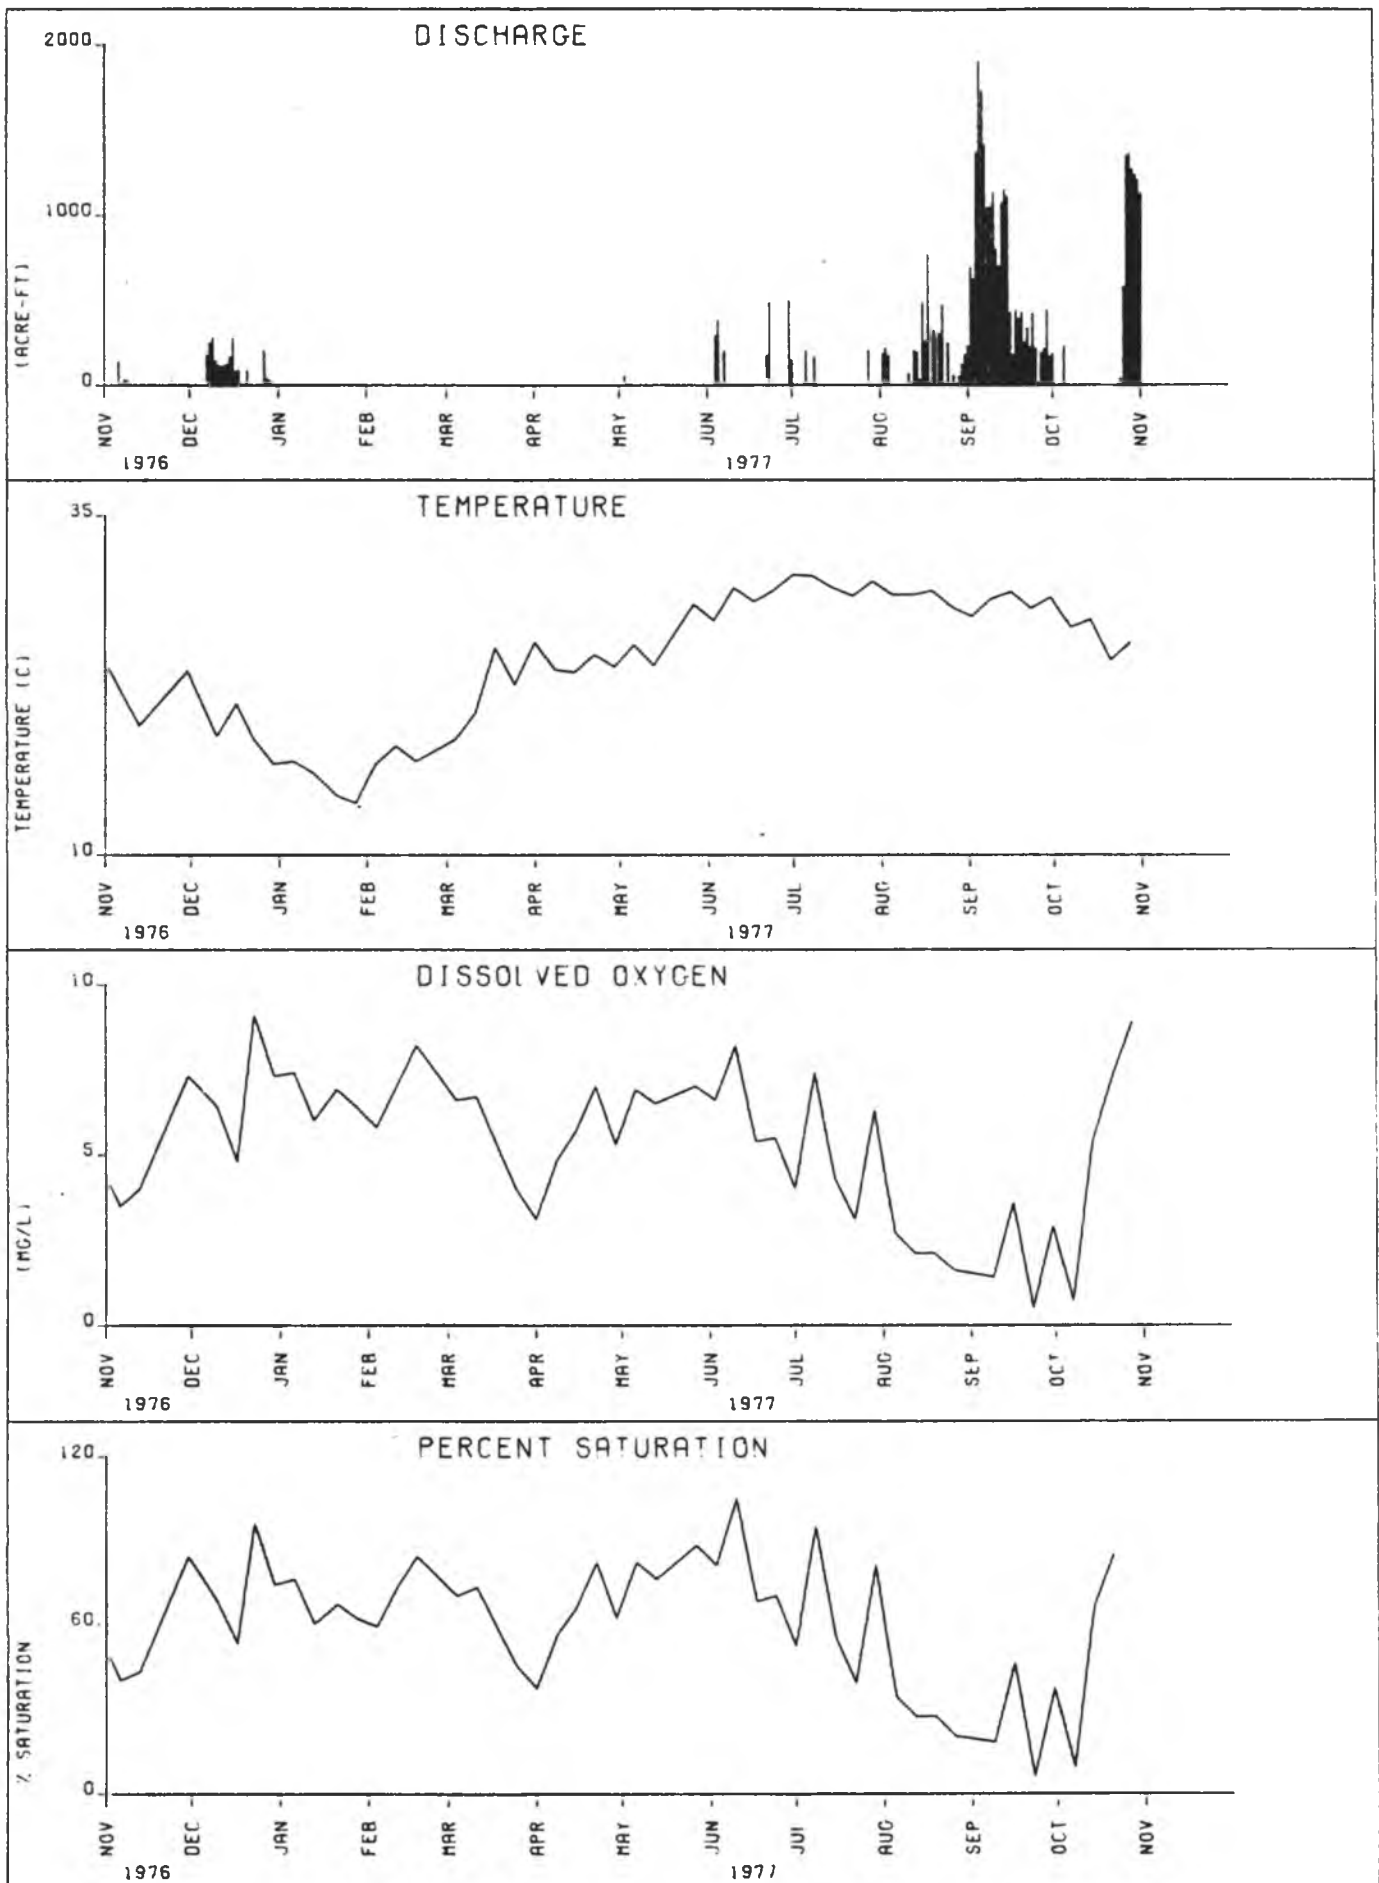 DISCHARGE
2000
1000
0
(ACRE-FT)
NOV DEC JAN FEB MAR APR MAY JUN JUL AUG SEP OCT NOV
1976 1977
TEMPERATURE
35
10
TEMPERATURE (C)
NOV DEC JAN FEB MAR APR MAY JUN JUL AUG SEP OCT NOV
1976 1977
DISSOLVED OXYGEN
10
5
0
(MG/L)
NOV DEC JAN FEB MAR APR MAY JUN JUL AUG SEP OCT NOV
1976 1977
PERCENT SATURATION
120
60
0
% SATURATION
NOV DEC JAN FEB MAR APR MAY JUN JUL AUG SEP OCT NOV
1976 1977